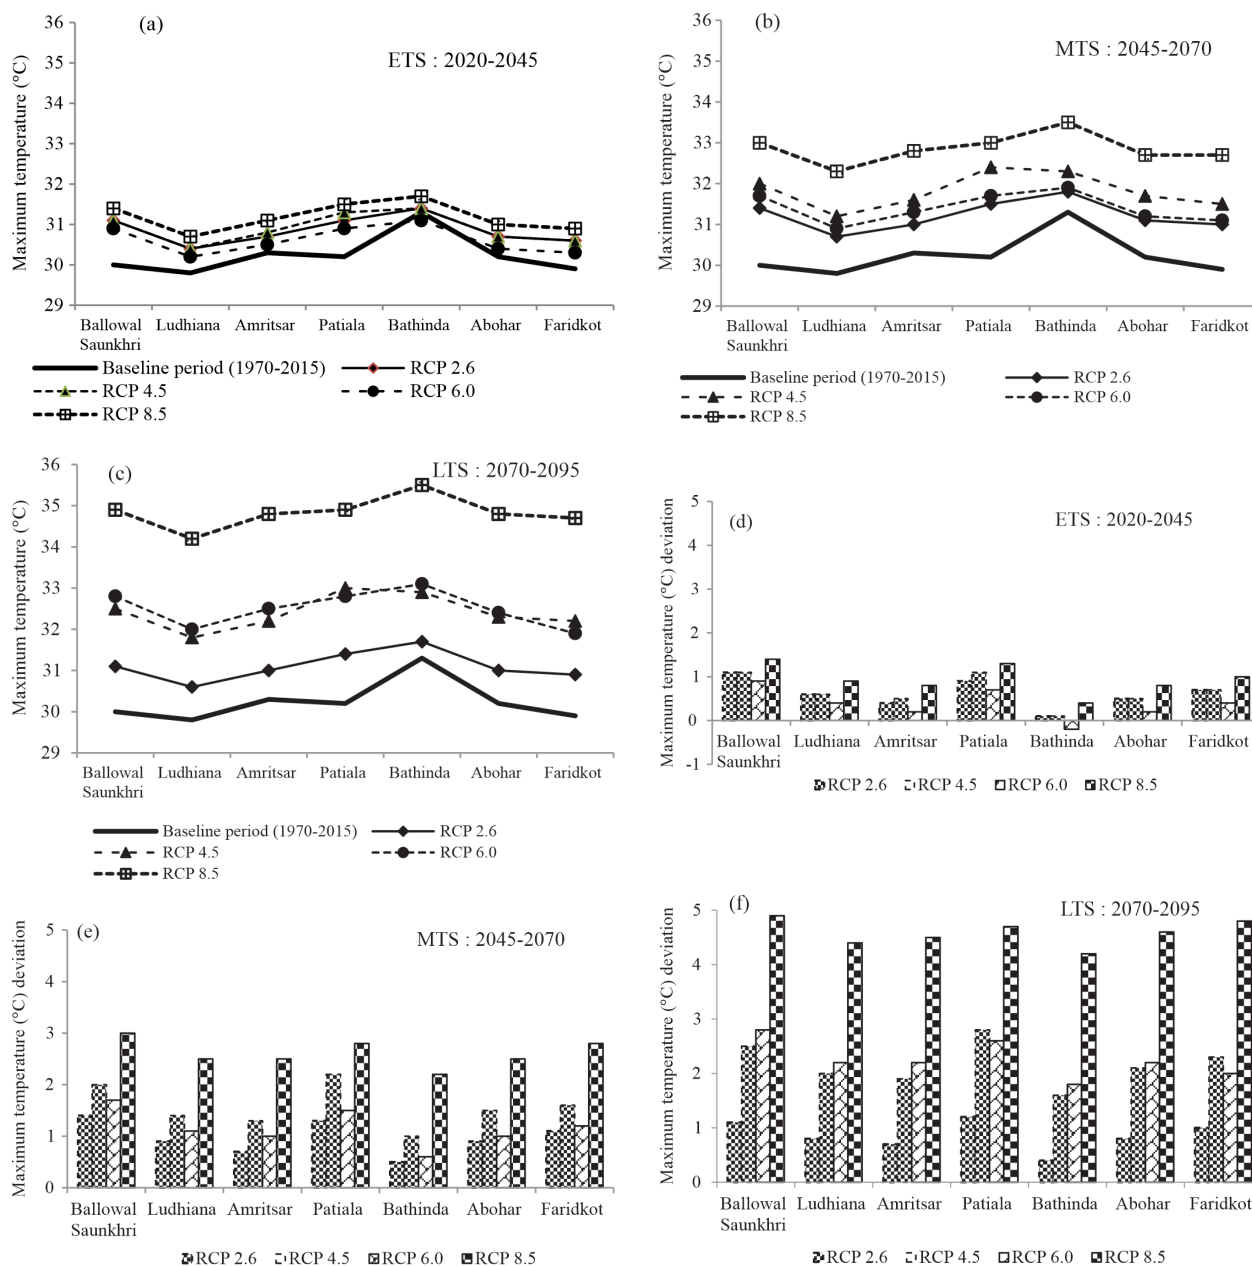 (a)
ETS : 2020-2045
Maximum temperature (°C)
36
35
34
33
32
31
30
29
Ballowal Saunkhri
Ludhiana
Amritsar
Patiala
Bathinda
Abohar
Faridkot
Baseline period (1970-2015)
RCP 2.6
RCP 4.5
RCP 6.0
RCP 8.5
(b)
MTS : 2045-2070
Maximum temperature (°C)
36
35
34
33
32
31
30
29
Ballowal Saunkhri
Ludhiana
Amritsar
Patiala
Bathinda
Abohar
Faridkot
Baseline period (1970-2015)
RCP 2.6
RCP 4.5
RCP 6.0
RCP 8.5
(c)
LTS : 2070-2095
Maximum temperature (°C)
36
35
34
33
32
31
30
29
Ballowal Saunkhri
Ludhiana
Amritsar
Patiala
Bathinda
Abohar
Faridkot
Baseline period (1970-2015)
RCP 2.6
RCP 4.5
RCP 6.0
RCP 8.5
(d)
ETS : 2020-2045
Maximum temperature (°C) deviation
5
4
3
2
1
0
-1
Ballowal Saunkhri
Ludhiana
Amritsar
Patiala
Bathinda
Abohar
Faridkot
RCP 2.6
RCP 4.5
RCP 6.0
RCP 8.5
(e)
MTS : 2045-2070
Maximum temperature (°C) deviation
5
4
3
2
1
0
Ballowal Saunkhri
Ludhiana
Amritsar
Patiala
Bathinda
Abohar
Faridkot
RCP 2.6
RCP 4.5
RCP 6.0
RCP 8.5
(f)
LTS : 2070-2095
Maximum temperature (°C) deviation
5
4
3
2
1
0
Ballowal Saunkhri
Ludhiana
Amritsar
Patiala
Bathinda
Abohar
Faridkot
RCP 2.6
RCP 4.5
RCP 6.0
RCP 8.5